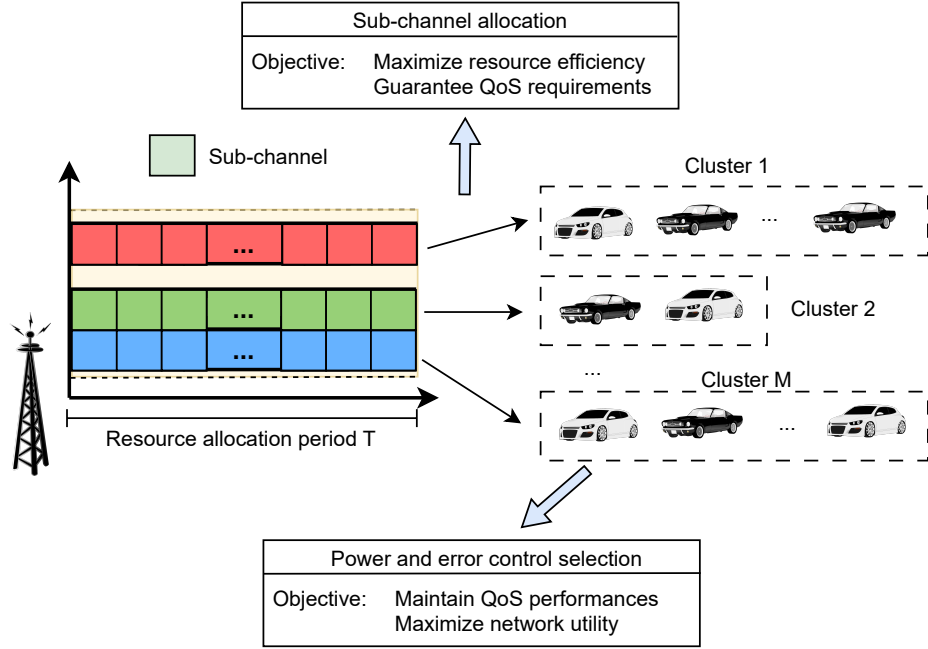 Sub-channel allocation
Objective: Maximize resource efficiency
Guarantee QoS requirements
Sub-channel
Cluster 1
...
...
Cluster 2
...
...
...
Cluster M
...
Resource allocation period T
Power and error control selection
Objective: Maintain QoS performances
Maximize network utility